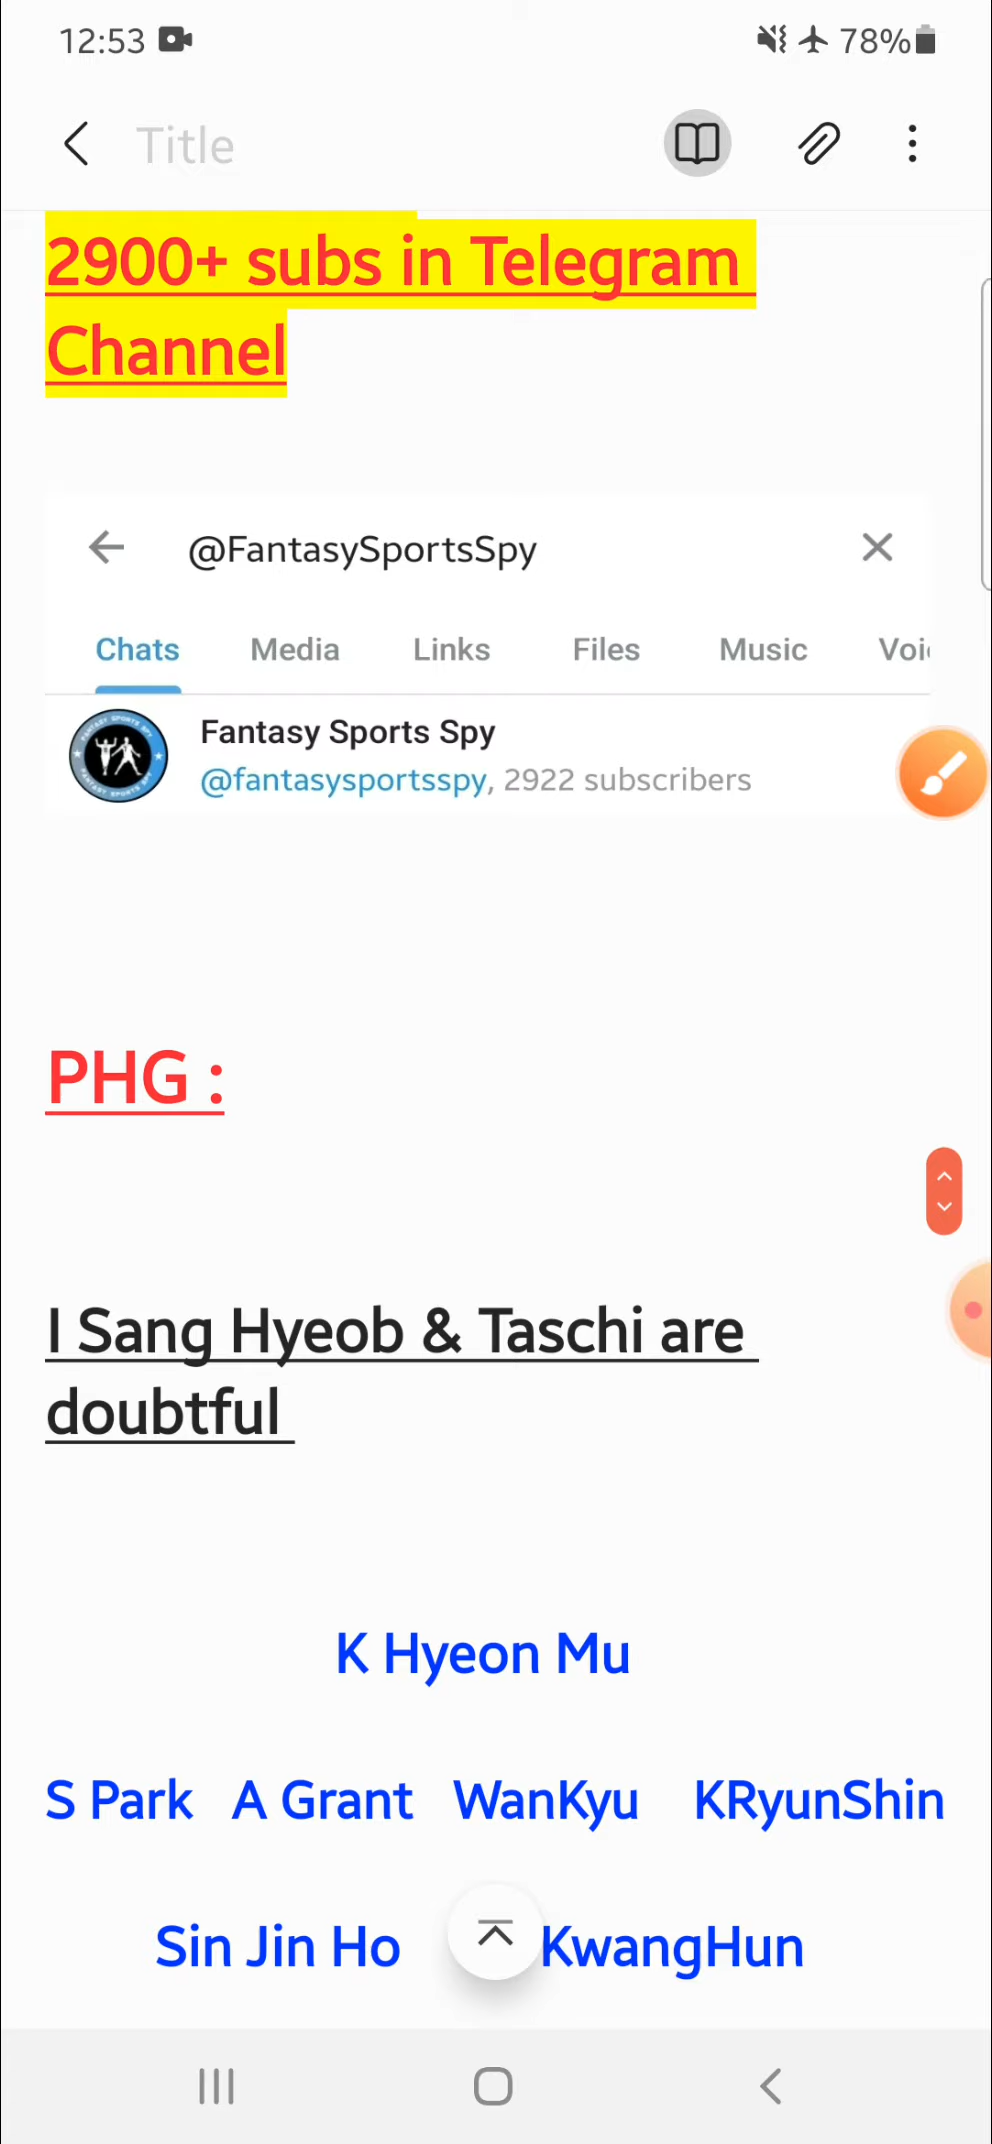 12:53
78%
Title
2900+ subs in Telegram
Channel
@FantasySportsSpy
Chats Media Links Files Music Voi
Fantasy Sports Spy
@fantasysportsspy, 2922 subscribers
PHG :
I Sang Hyeob & Taschi are
doubtful
K Hyeon Mu
S Park A Grant WanKyu KRyunShin
Sin Jin Ho KwangHun